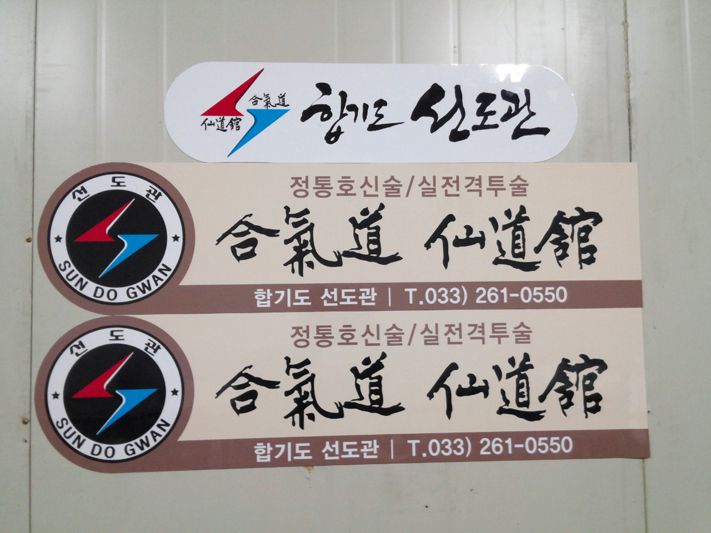 合氣道
仙道館
합기도 선도관
선도관
SUN DO GWAN
정통호신술/실전격투술
合氣道 仙道館
합기도 선도관 | T.033) 261-0550
선도관
SUN DO GWAN
정통호신술/실전격투술
合氣道 仙道館
합기도 선도관 | T.033) 261-0550